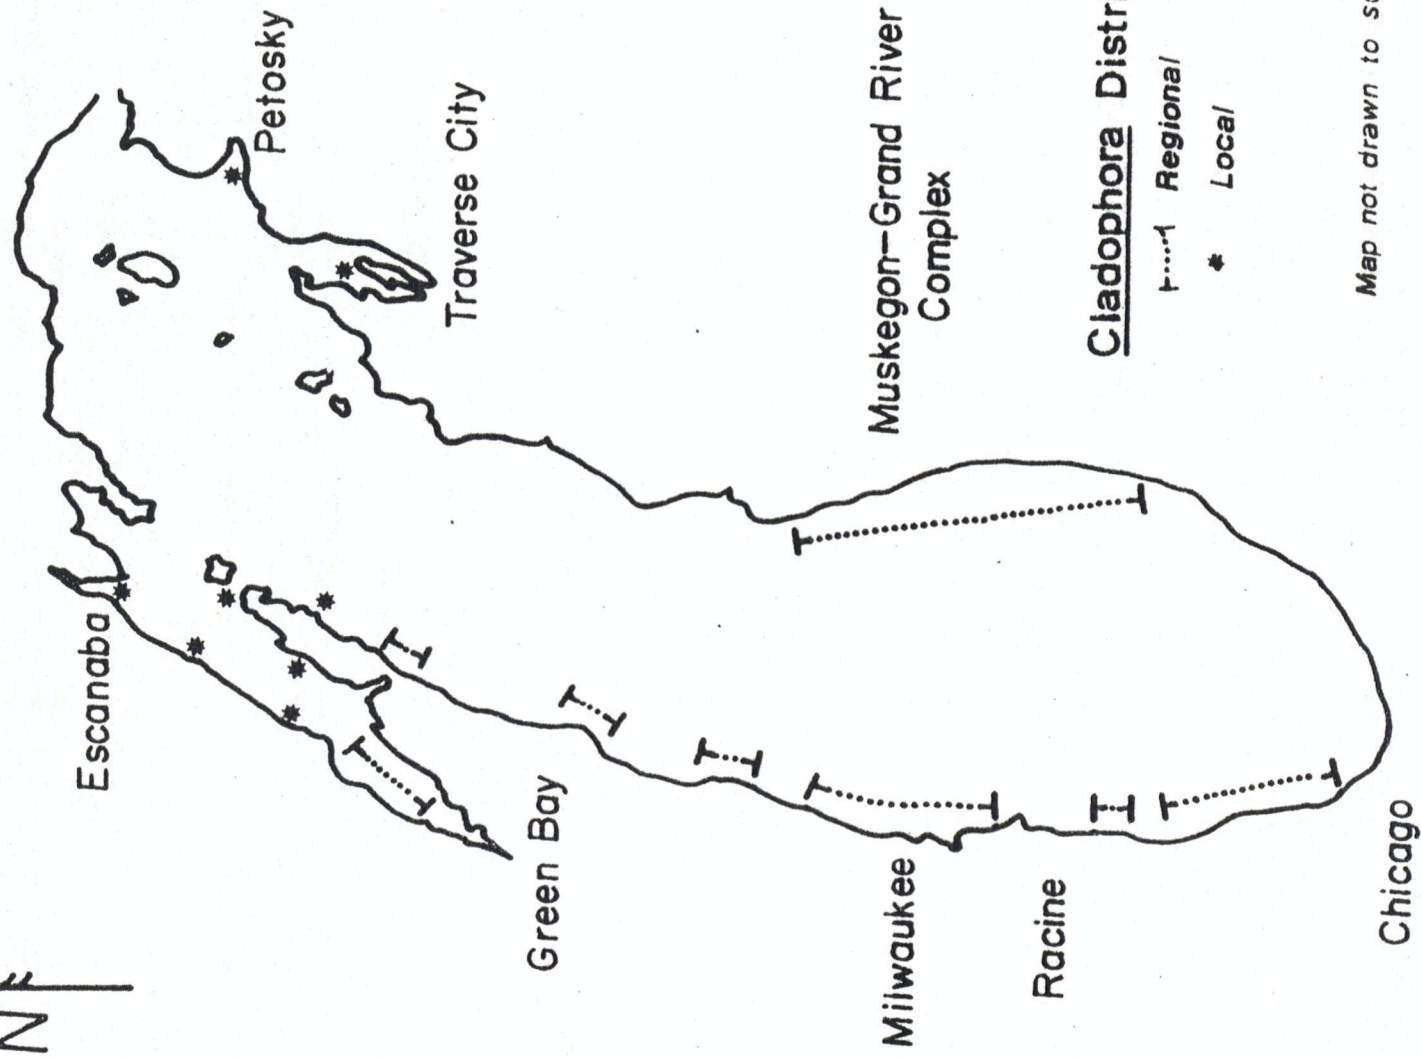 N
Petosky
Traverse City
Escanaba
Green Bay
Muskegon-Grand River
Complex
Milwaukee
Racine
Chicago
Cladophora
Regional
* Local
Map not drawn to